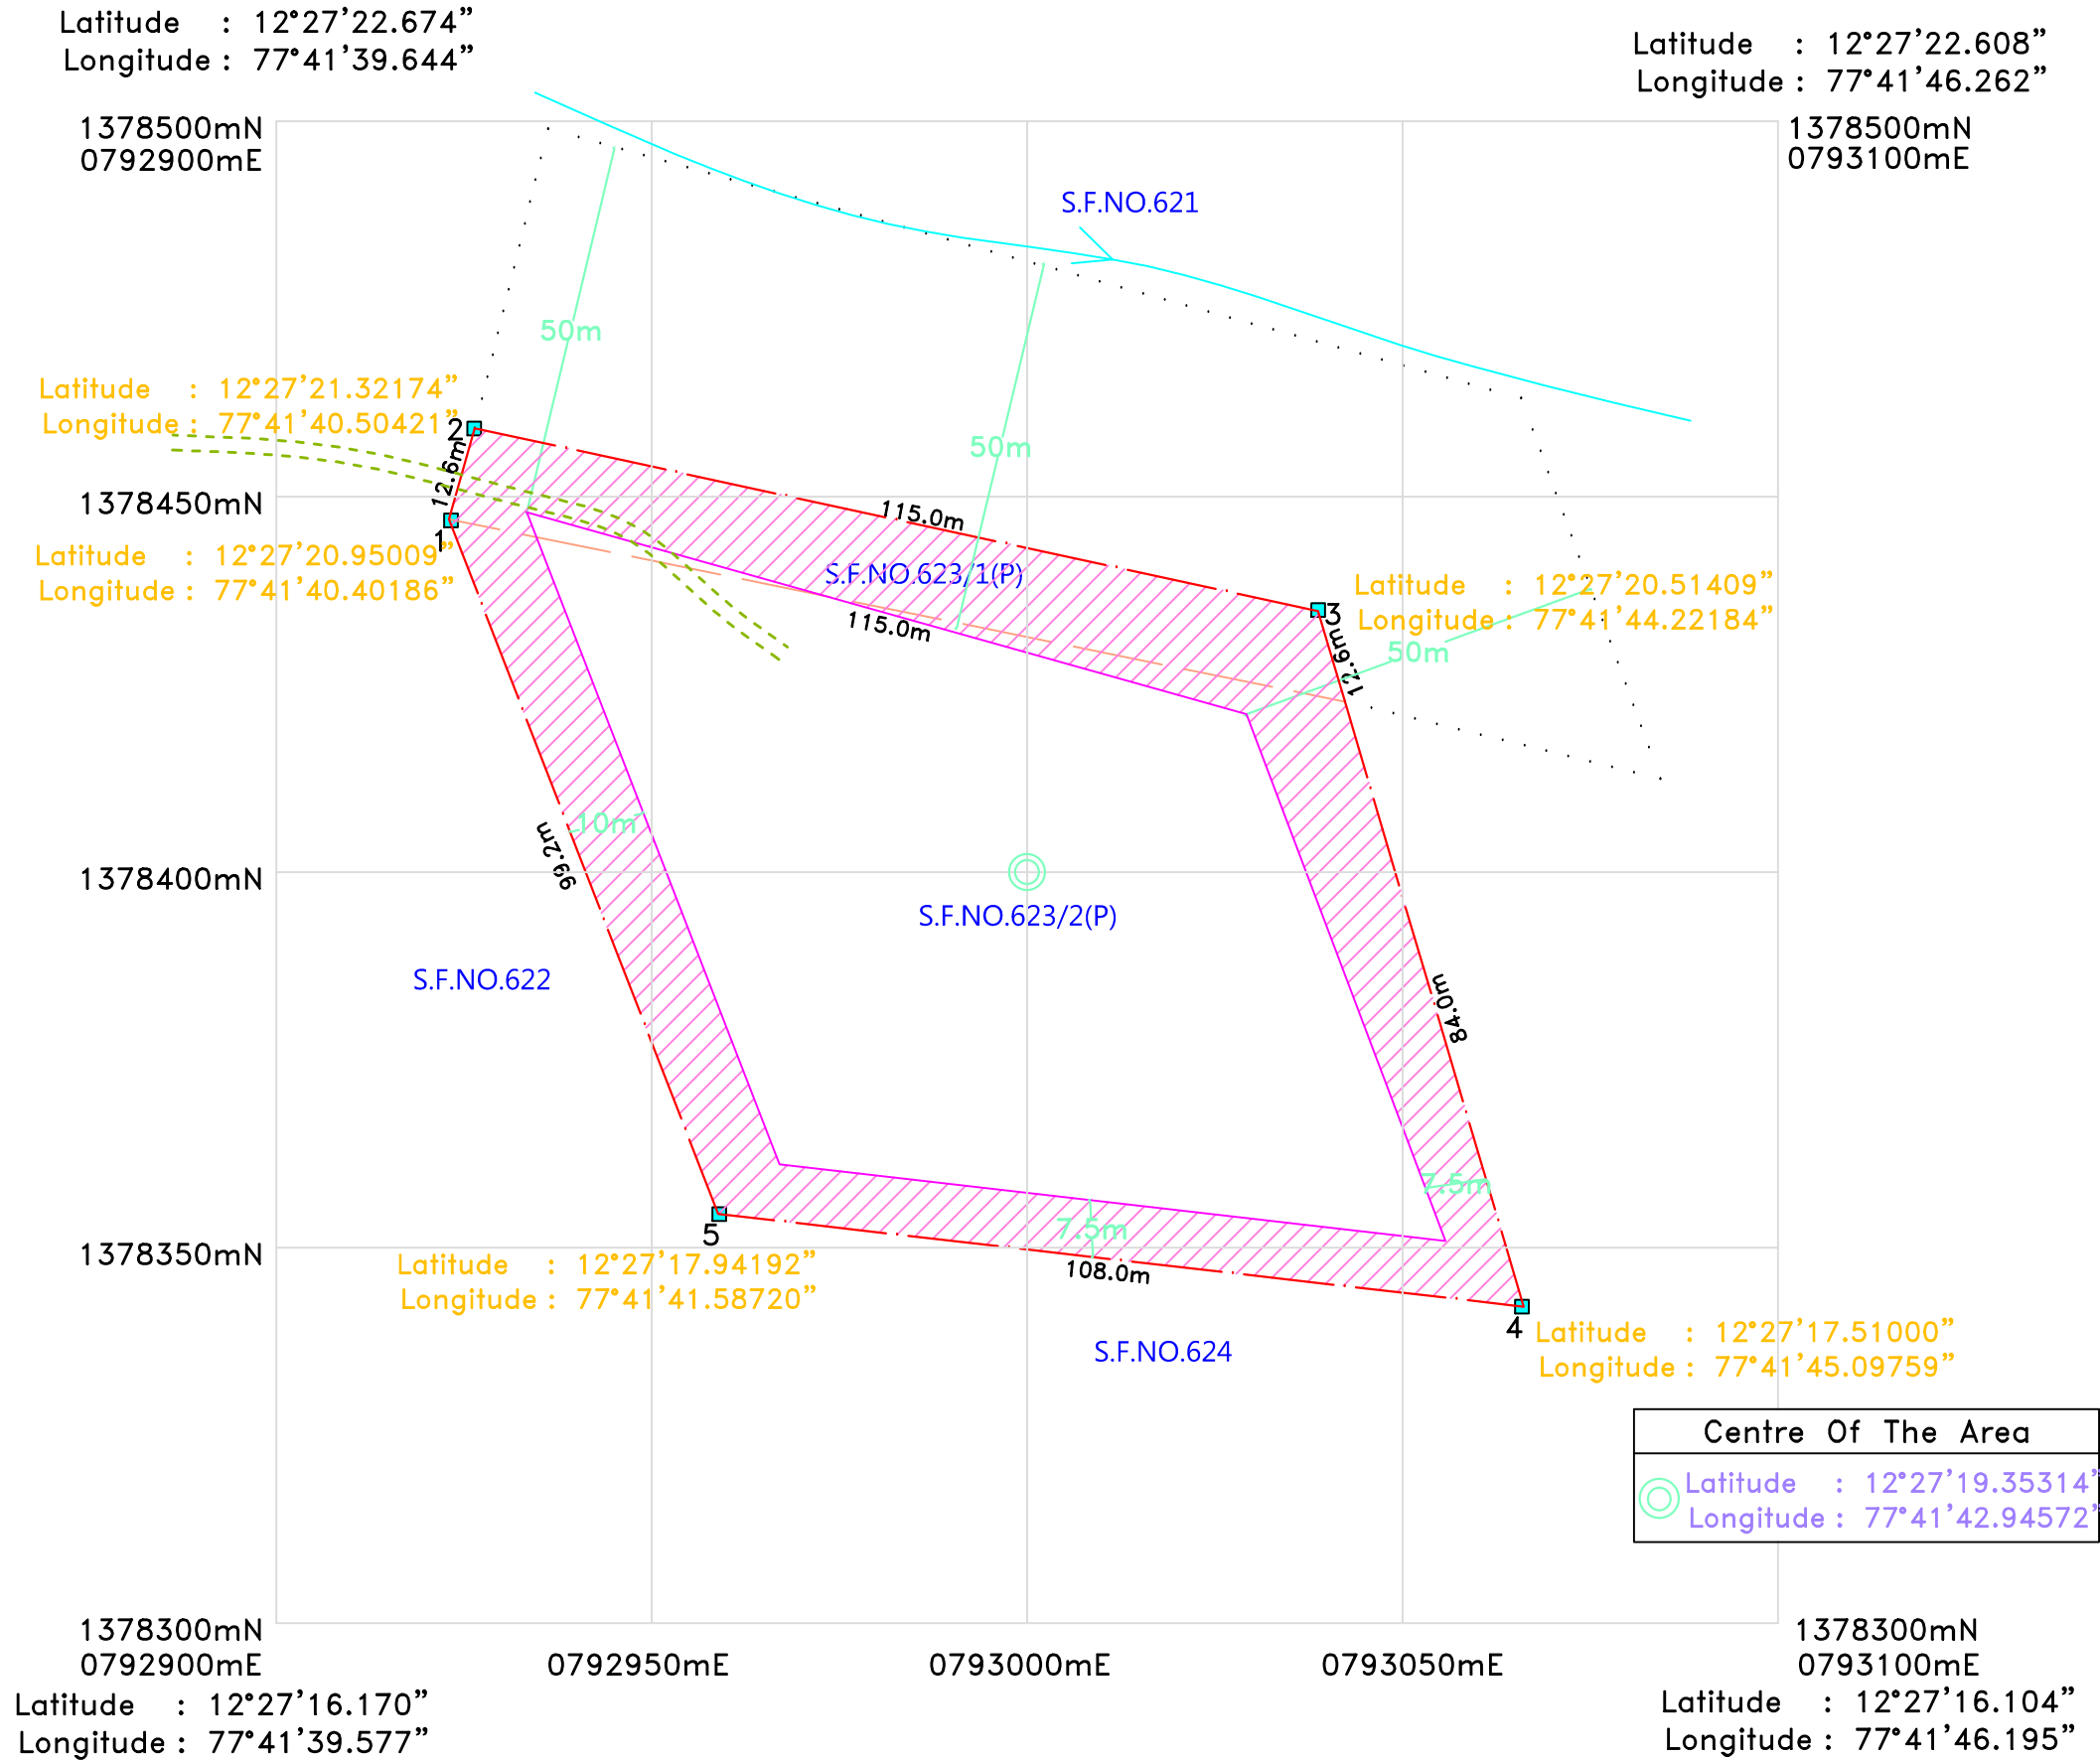 Latitude : 12°27'22.674"
Longitude : 77°41'39.644"
Latitude : 12°27'22.608"
Longitude : 77°41'46.262"
1378500mN
0792900mE
1378500mN
0793100mE
S.F.NO.621
50m
Latitude : 12°27'21.32174"
Longitude : 77°41'40.50421"
2
12.6m
50m
1378450mN
115.0m
1
Latitude : 12°27'20.95009"
Longitude : 77°41'40.40186"
S.F.NO.623/1(P)
115.0m
3
Latitude : 12°27'20.51409"
Longitude : 77°41'44.22184"
12.6m
50m
10m
99.2m
1378400mN
S.F.NO.623/2(P)
S.F.NO.622
84.0m
7.5m
5
7.5m
1378350mN
Latitude : 12°27'17.94192"
Longitude : 77°41'41.58720"
108.0m
4
Latitude : 12°27'17.51000"
Longitude : 77°41'45.09759"
S.F.NO.624
Centre Of The Area
Latitude : 12°27'19.35314"
Longitude : 77°41'42.94572"
1378300mN
0792900mE
0792950mE
0793000mE
0793050mE
1378300mN
0793100mE
Latitude : 12°27'16.170"
Longitude : 77°41'39.577"
Latitude : 12°27'16.104"
Longitude : 77°41'46.195"